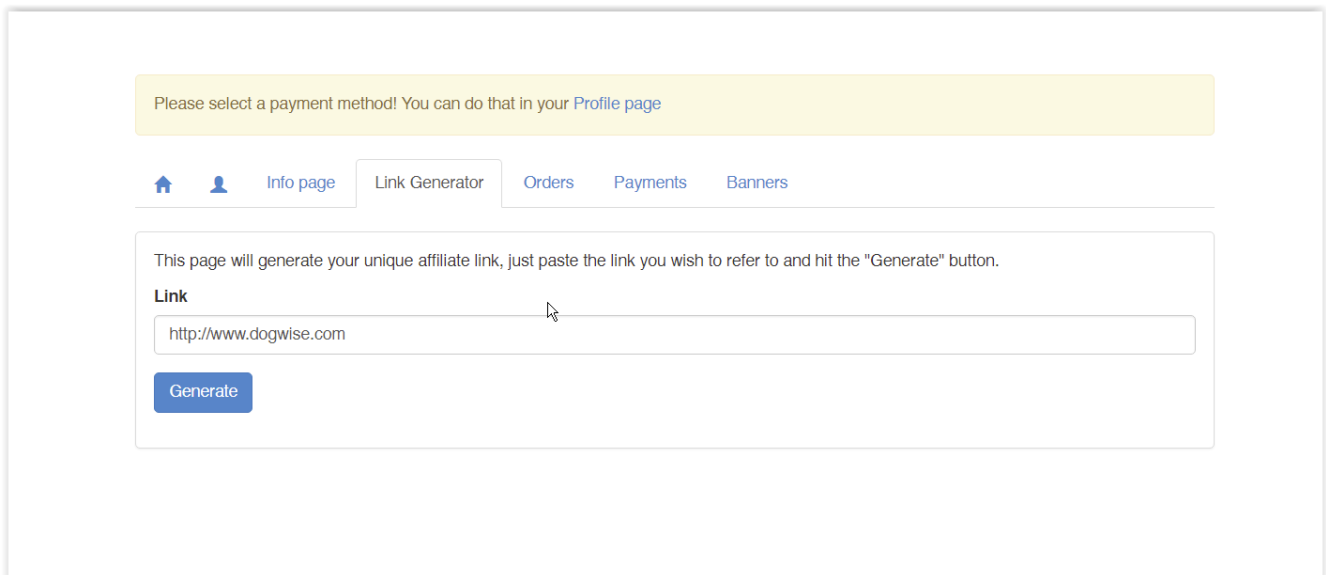 Please select a payment method! You can do that in your Profile page
Info page
Link Generator
Orders
Payments
Banners
This page will generate your unique affiliate link, just paste the link you wish to refer to and hit the "Generate" button.
Link
http://www.dogwise.com
Generate